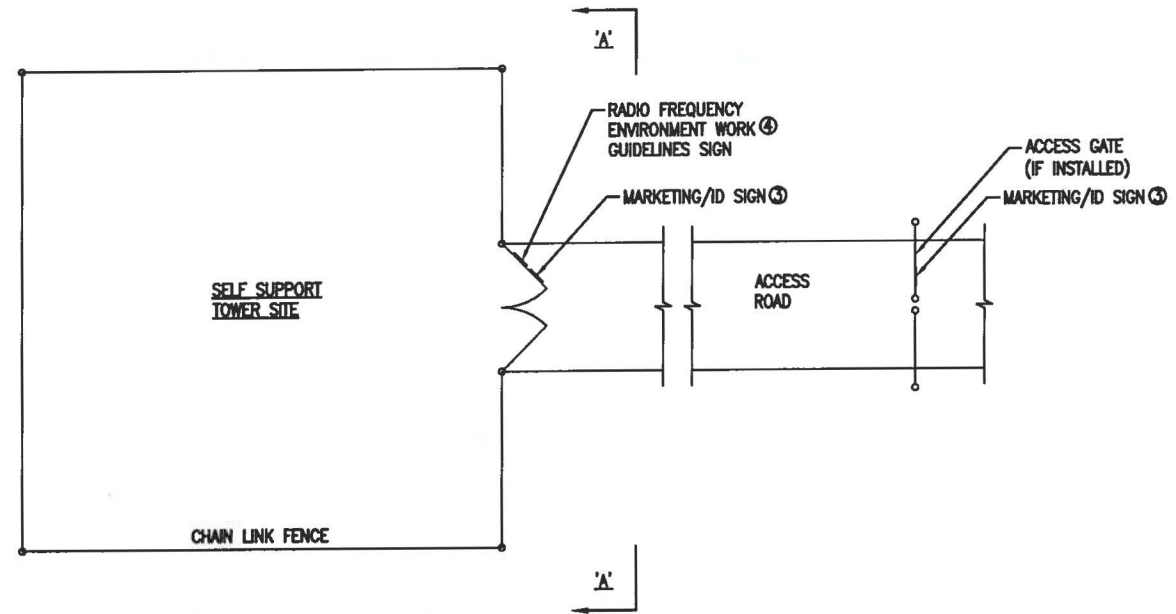 'A'
RADIO FREQUENCY
ENVIRONMENT WORK ④
GUIDELINES SIGN
MARKETING/ID SIGN ③
ACCESS GATE
(IF INSTALLED)
MARKETING/ID SIGN ③
SELF SUPPORT
TOWER SITE
ACCESS
ROAD
CHAIN LINK FENCE
'A'